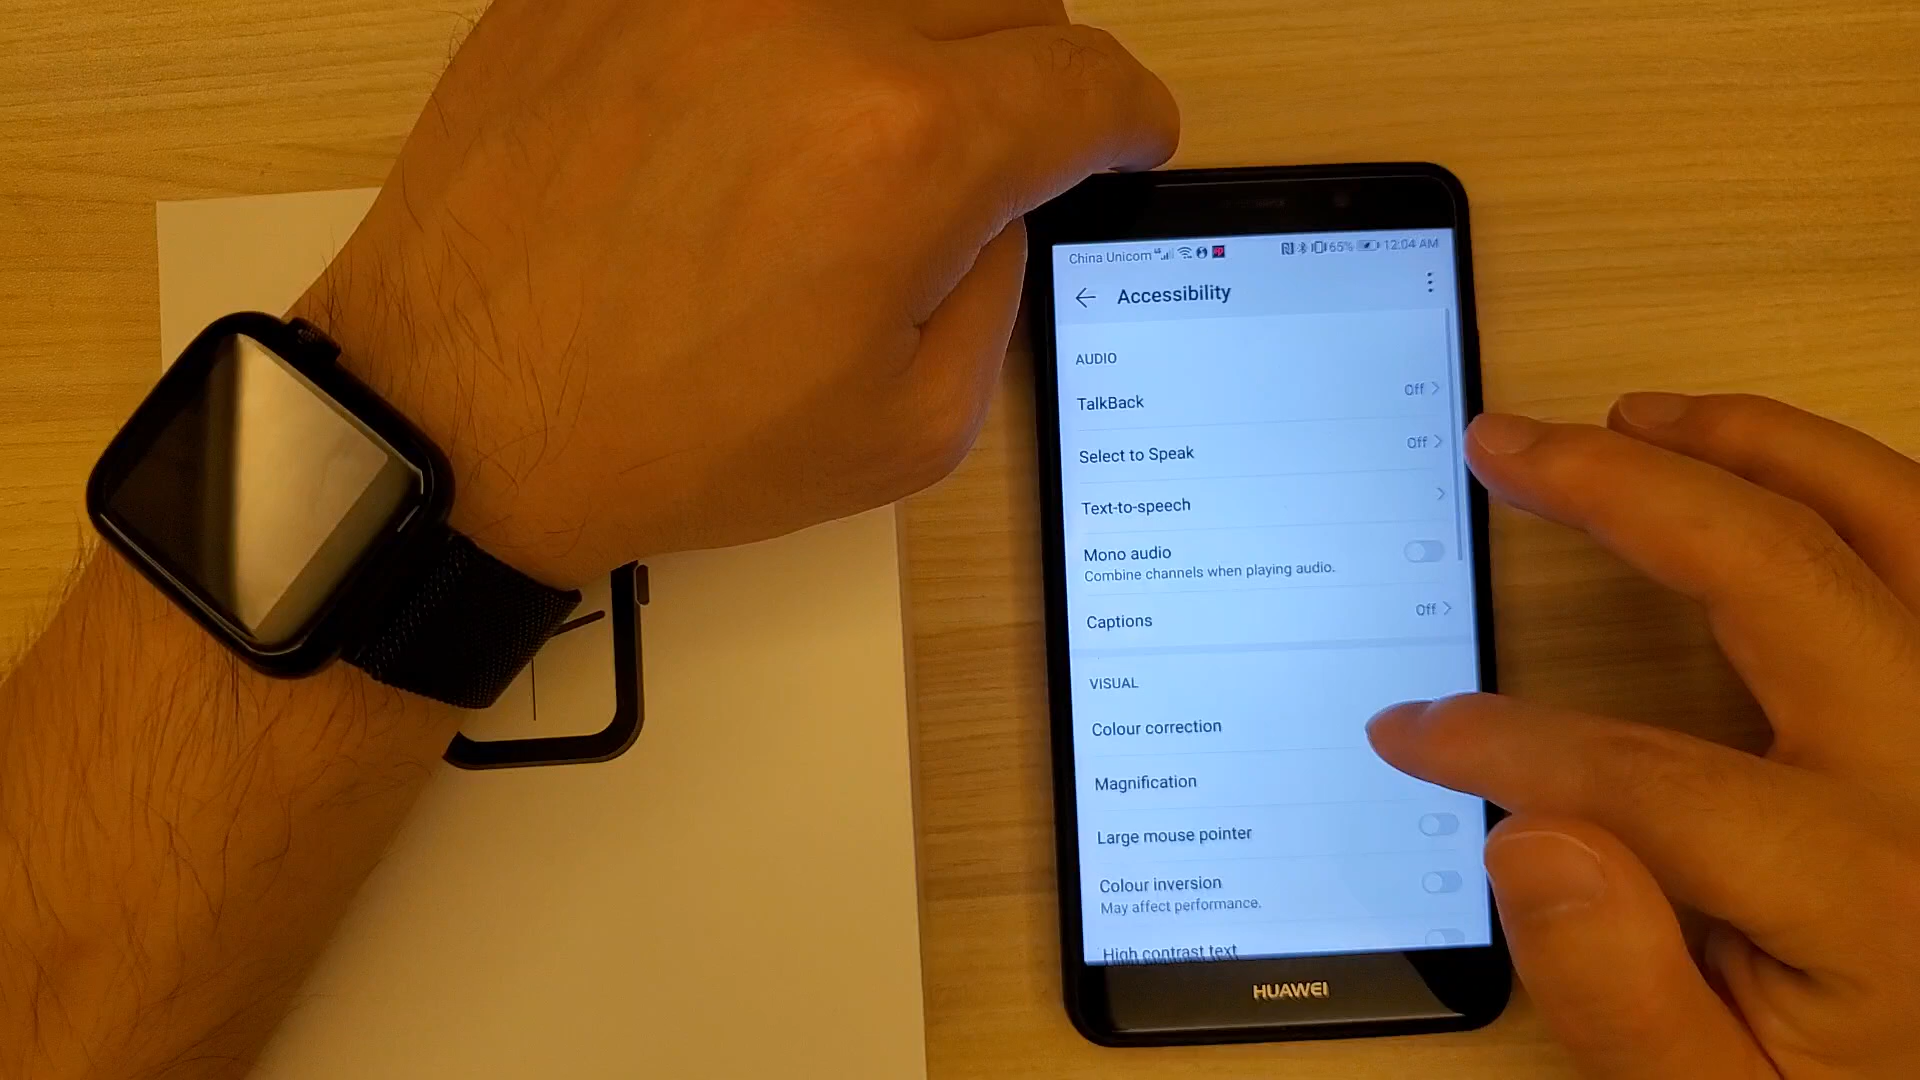 China Unicom 65% 12:04 AM
Accessibility
AUDIO
TalkBack Off
Select to Speak Off
Text-to-speech
Mono audio
Combine channels when playing audio.
Captions Off
VISUAL
Colour correction
Magnification
Large mouse pointer
Colour inversion
May affect performance.
High contrast text
HUAWEI